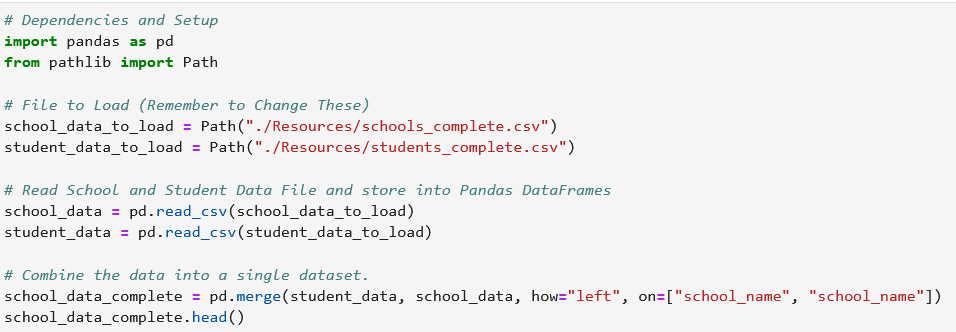 # Dependencies and Setup
import pandas as pd
from pathlib import Path
# File to Load (Remember to Change These)
school_data_to_load = Path("./Resources/schools_complete.csv")
student_data_to_load = Path("./Resources/students_complete.csv")
# Read School and Student Data File and store into Pandas DataFrames
school_data = pd.read_csv(school_data_to_load)
student_data = pd.read_csv(student_data_to_load)
# Combine the data into a single dataset.
school_data_complete = pd.merge(student_data, school_data, how="left", on=["school_name", "school_name"])
school_data_complete.head()